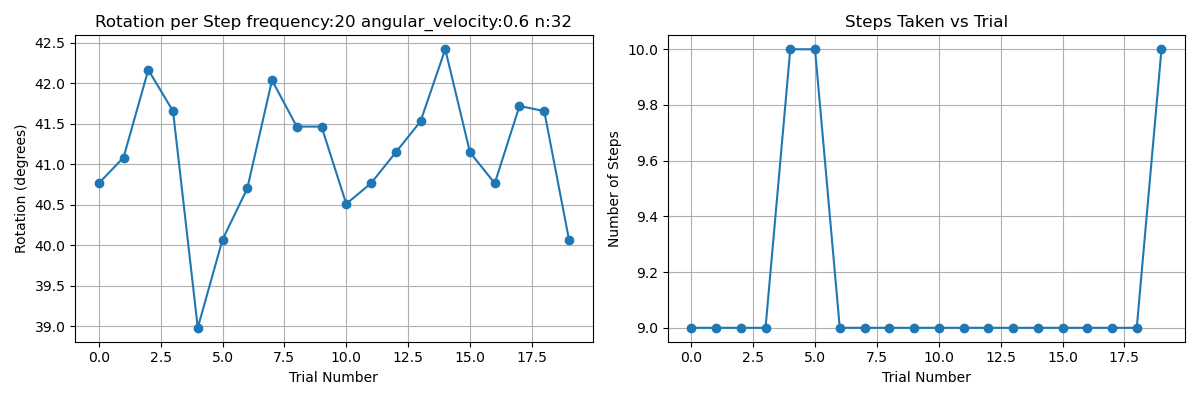 Rotation per Step frequency:20 angular_velocity:0.6 n:32
Rotation (degrees)
42.5
42.0
41.5
41.0
40.5
40.0
39.5
39.0
0.0 2.5 5.0 7.5 10.0 12.5 15.0 17.5
Trial Number
Steps Taken vs Trial
Number of Steps
10.0
9.8
9.6
9.4
9.2
9.0
0.0 2.5 5.0 7.5 10.0 12.5 15.0 17.5
Trial Number